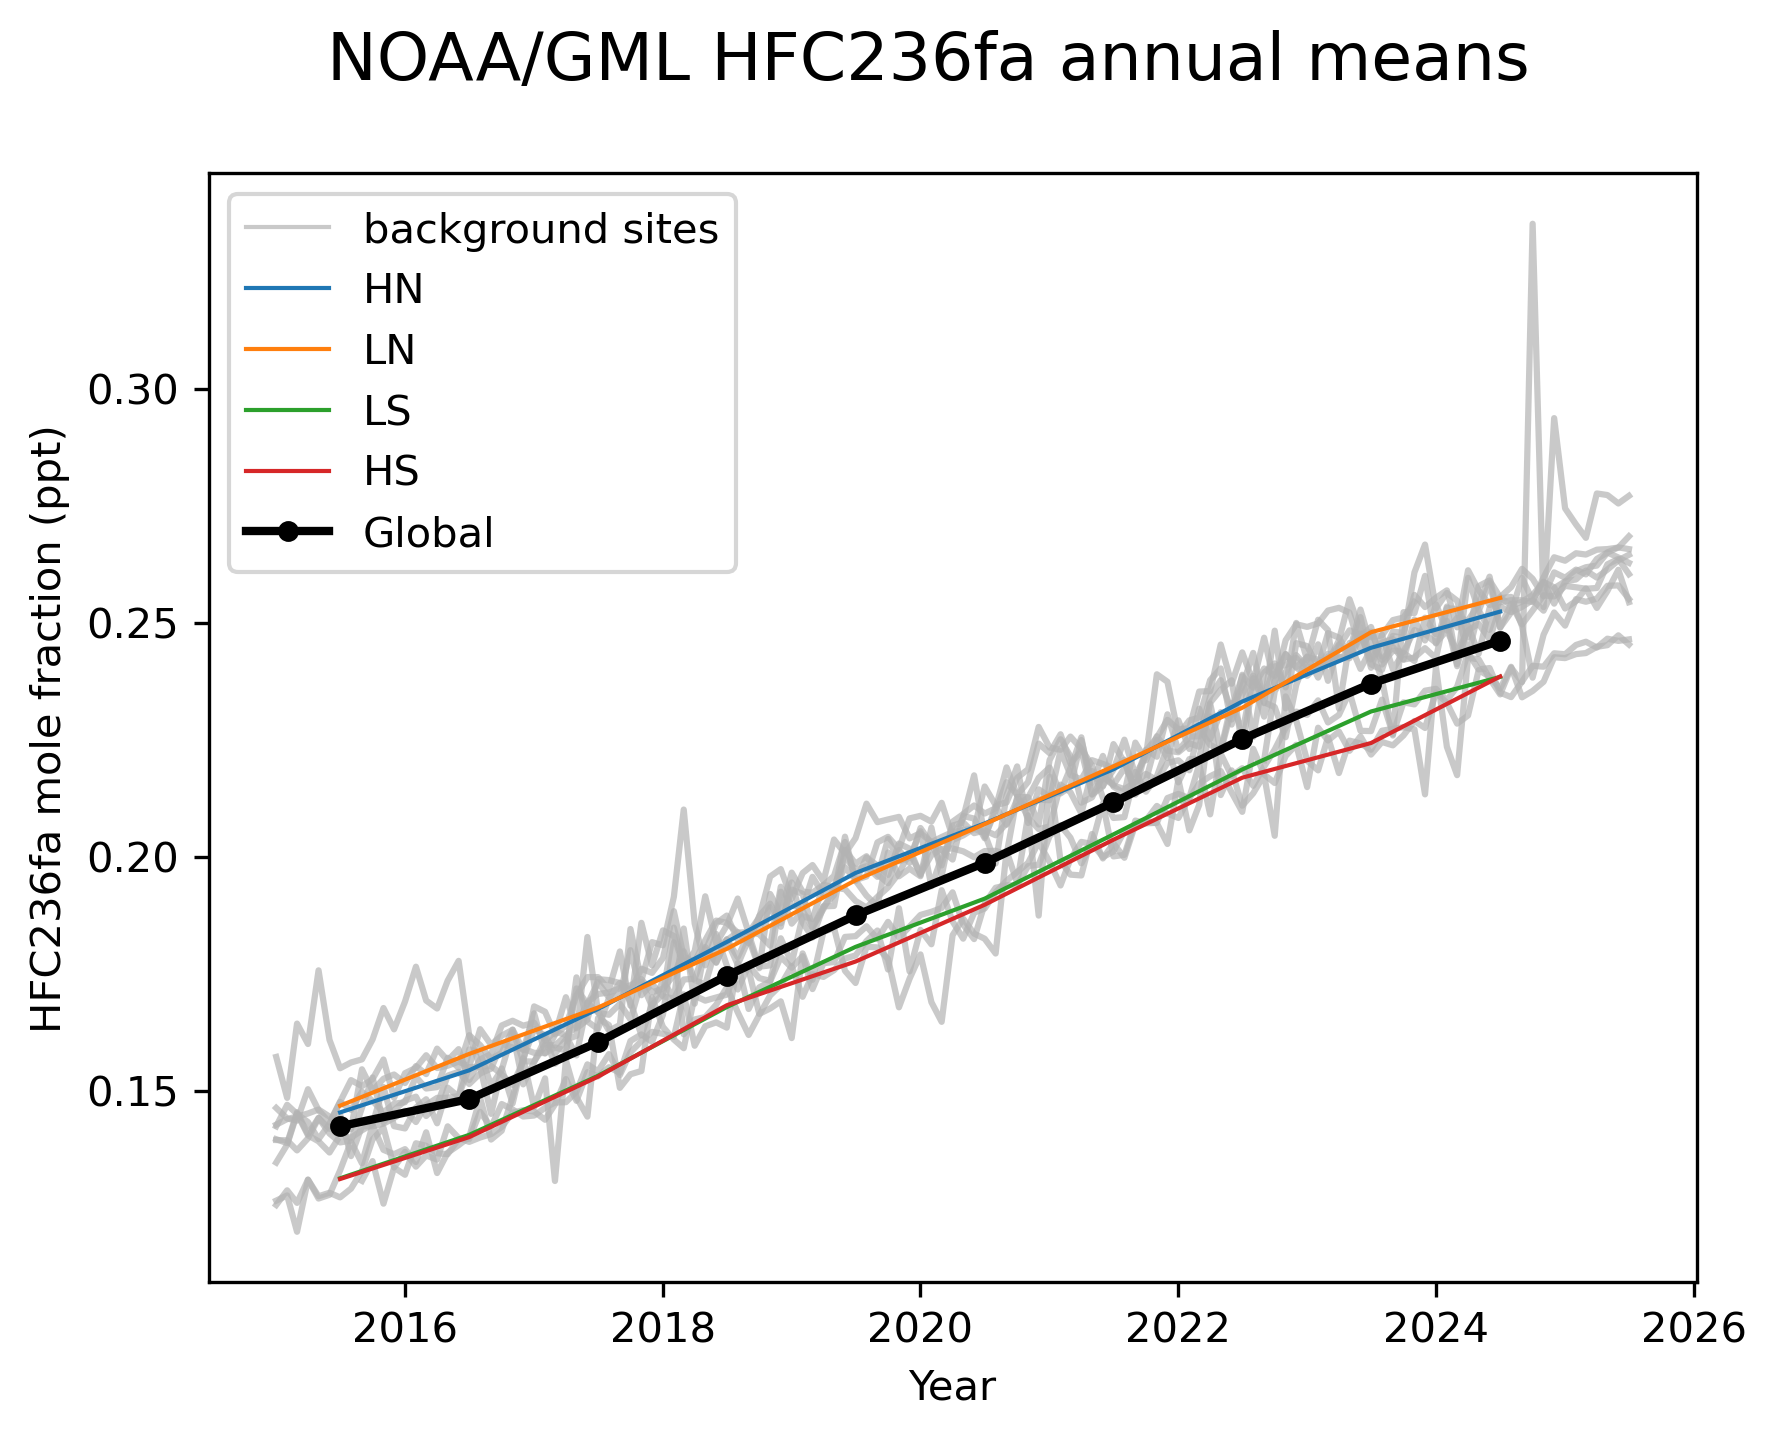 NOAA/GML HFC236fa annual means
background sites
HN
LN
LS
HS
Global
HFC236fa mole fraction (ppt)
0.30
0.25
0.20
0.15
2016 2018 2020 2022 2024 2026
Year